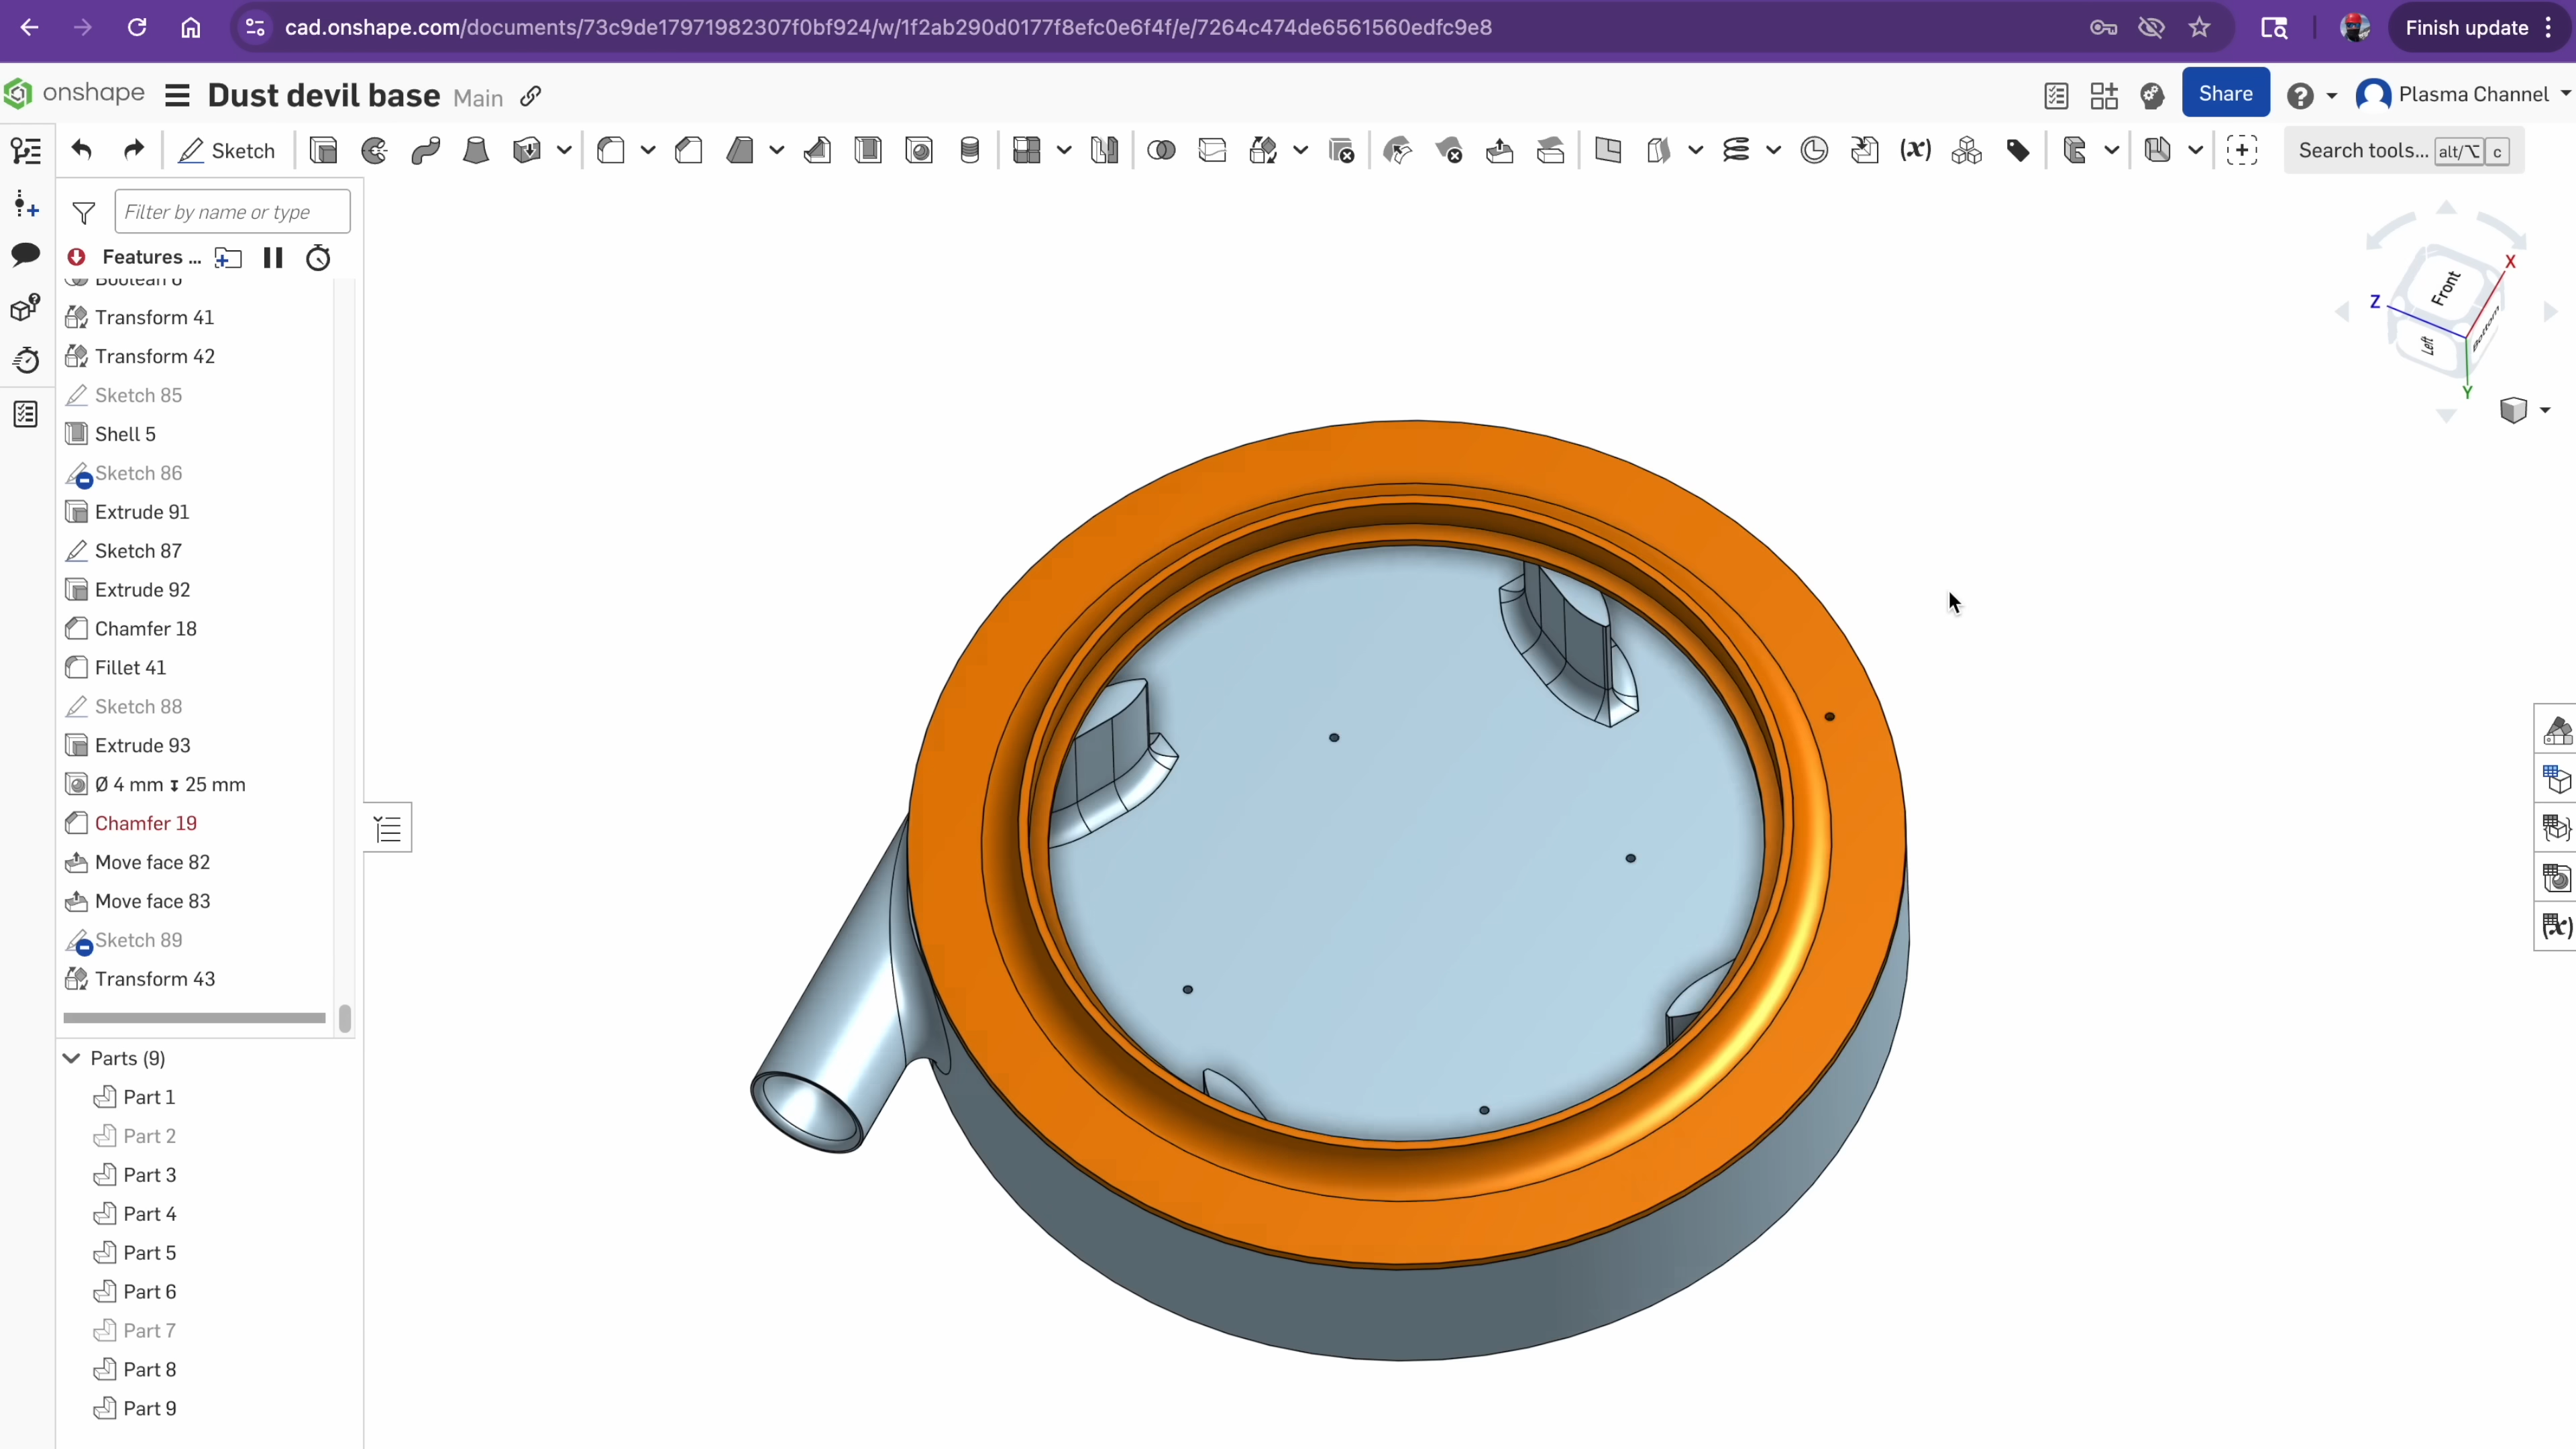 cad.onshape.com/documents/73c9de17971982307f0bf924/w/1f2ab290d0177f8efc0e6f4f/e/7264c474de6561560edfc9e8
Finish update
onshape
Dust devil base Main
Share
Plasma Channel
Sketch
Search tools... alt/⌥ c
Filter by name or type
Features ...
Boolean 6
Transform 41
Transform 42
Sketch 85
Shell 5
Sketch 86
Extrude 91
Sketch 87
Extrude 92
Chamfer 18
Fillet 41
Sketch 88
Extrude 93
Ø 4 mm ↧ 25 mm
Chamfer 19
Move face 82
Move face 83
Sketch 89
Transform 43
Parts (9)
Part 1
Part 2
Part 3
Part 4
Part 5
Part 6
Part 7
Part 8
Part 9
X
Front
Z
Left
Bottom
Y